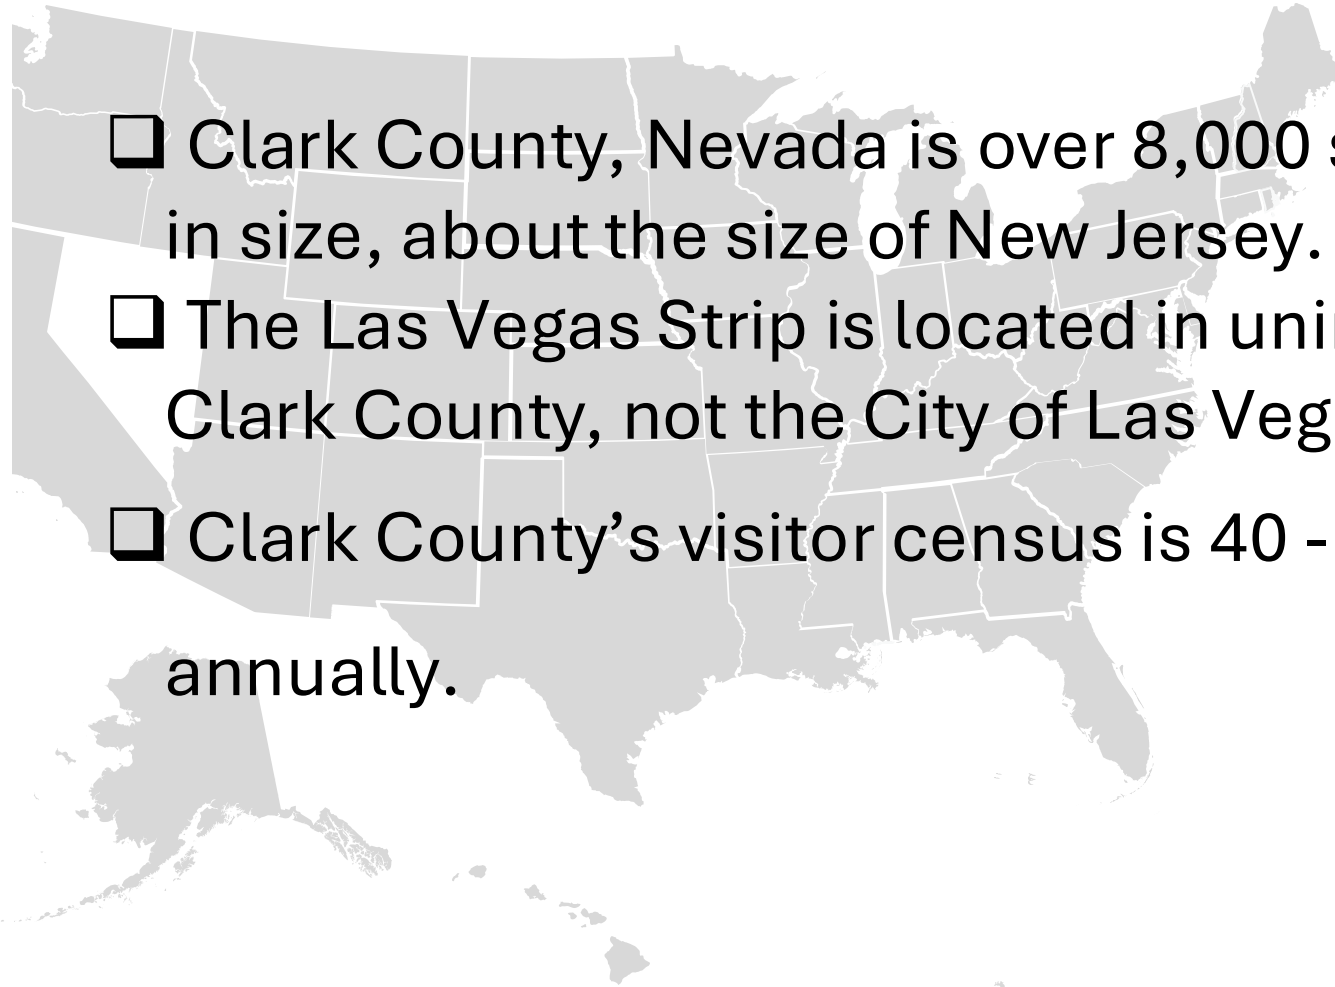 ❑ Clark County, Nevada is over 8,000
in size, about the size of New Jersey.
❑ The Las Vegas Strip is located in
Clark County, not the City of Las
❑ Clark County’s visitor census is 40 -
annually.